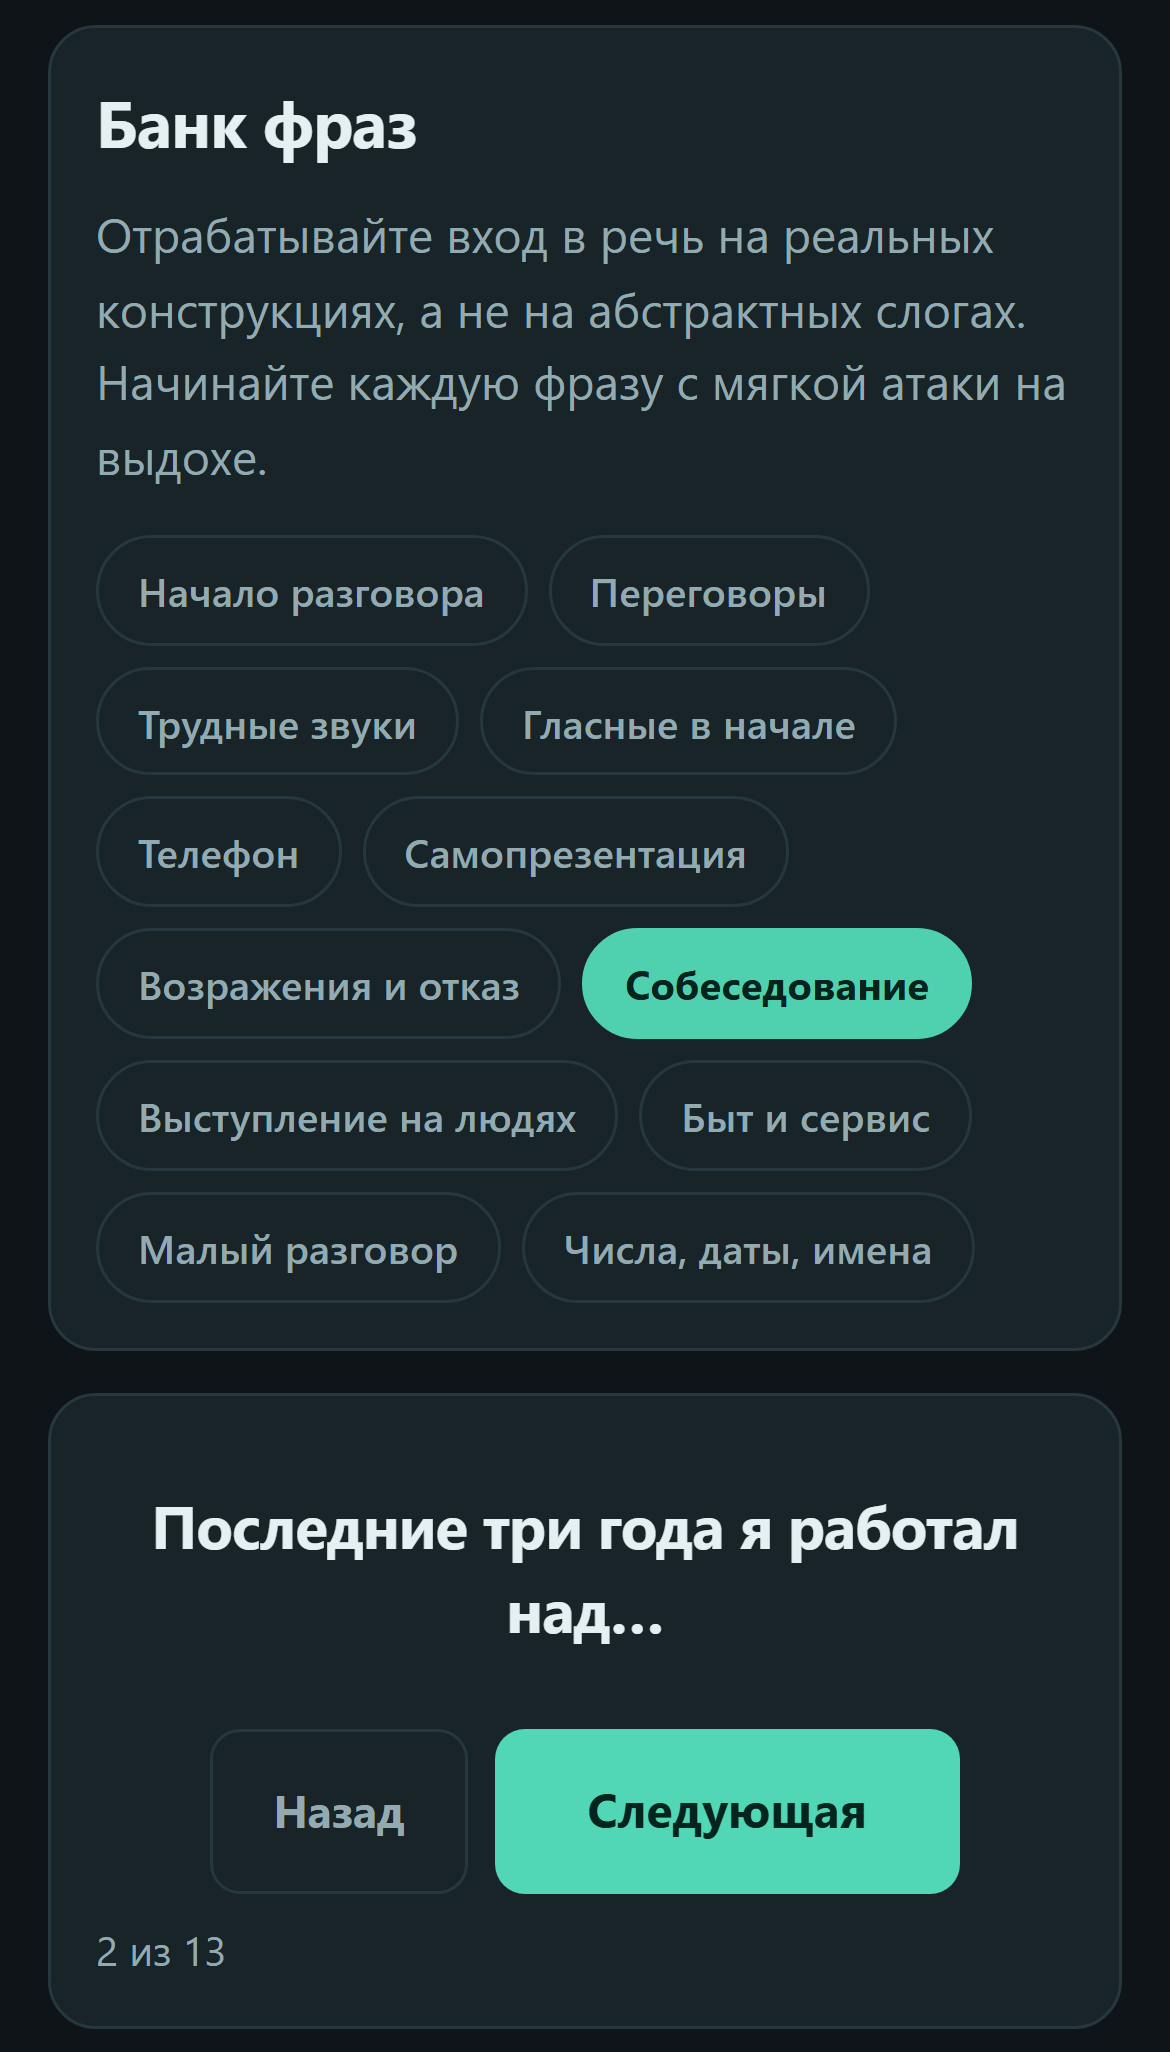 Банк фраз
Отрабатывайте вход в речь на реальных
конструкциях, а не на абстрактных слогах.
Начинайте каждую фразу с мягкой атаки на
выдохе.
Начало разговора
Переговоры
Трудные звуки
Гласные в начале
Телефон
Самопрезентация
Возражения и отказ
Собеседование
Выступление на людях
Быт и сервис
Малый разговор
Числа, даты, имена
Последние три года я работал
над…
Назад
Следующая
2 из 13